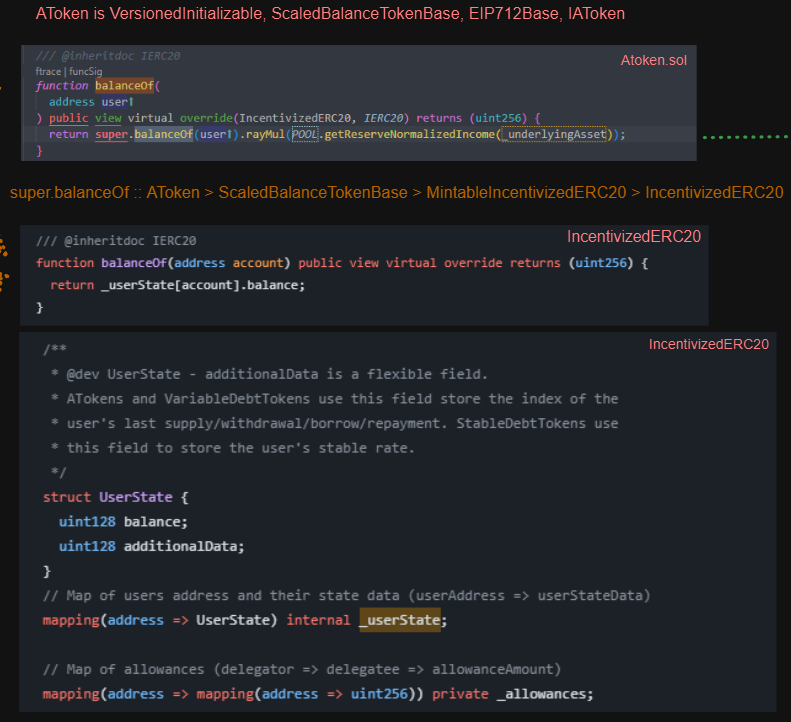 AToken is VersionedInitializable, ScaledBalanceTokenBase, EIP712Base, IAToken
/// @inheritdoc IERC20
Atoken.sol
ftrace | funcSig
function balanceOf(
address user↑
) public view virtual override(IncentivizedERC20, IERC20) returns (uint256) {
return super.balanceOf(user↑).rayMul(POOL.getReserveNormalizedIncome(_underlyingAsset));
}
super.balanceOf :: AToken > ScaledBalanceTokenBase > MintableIncentivizedERC20 > IncentivizedERC20
/// @inheritdoc IERC20
IncentivizedERC20
function balanceOf(address account) public view virtual override returns (uint256) {
return _userState[account].balance;
}
IncentivizedERC20
/**
* @dev UserState - additionalData is a flexible field.
* ATokens and VariableDebtTokens use this field store the index of the
* user's last supply/withdrawal/borrow/repayment. StableDebtTokens use
* this field to store the user's stable rate.
*/
struct UserState {
uint128 balance;
uint128 additionalData;
}
// Map of users address and their state data (userAddress => userStateData)
mapping(address => UserState) internal _userState;
// Map of allowances (delegator => delegatee => allowanceAmount)
mapping(address => mapping(address => uint256)) private _allowances;